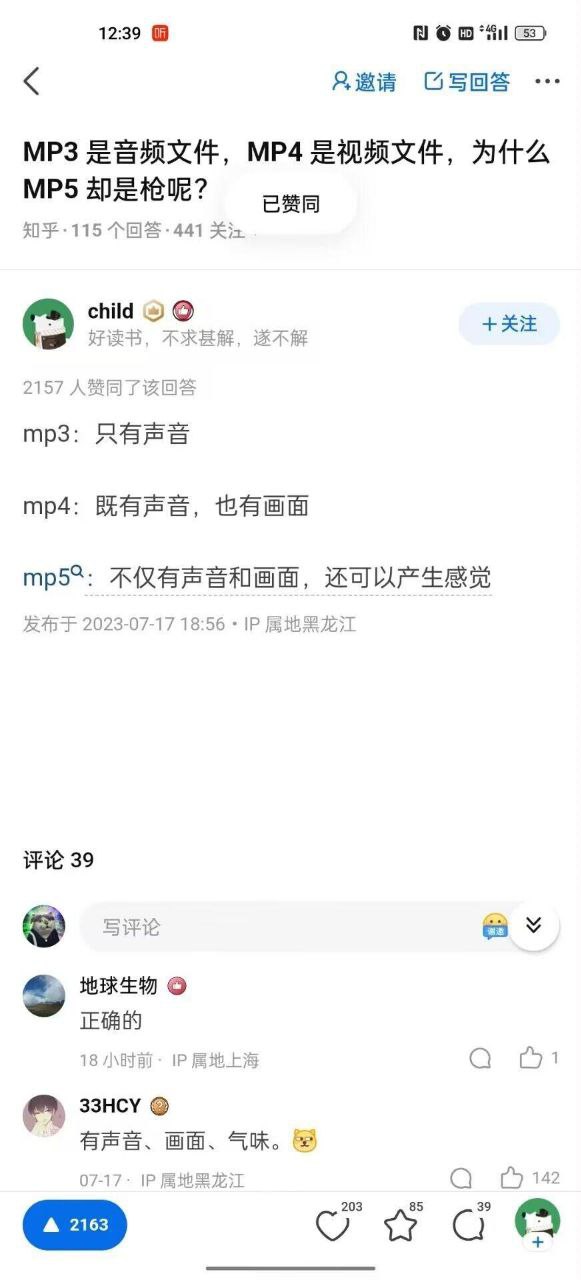 12:39 听 HD 4G 53
邀请 写回答
MP3 是音频文件，MP4 是视频文件，为什么
MP5 却是枪呢？
已赞同
知乎·115 个回答·441 关注
child
+关注
好读书，不求甚解，遂不解
2157 人赞同了该回答
mp3：只有声音
mp4：既有声音，也有画面
mp5：不仅有声音和画面，还可以产生感觉
发布于 2023-07-17 18:56·IP 属地黑龙江
评论 39
写评论
谢邀
地球生物
正确的
18 小时前· IP 属地上海
1
33HCY
有声音、画面、气味。
07-17· IP 属地黑龙江
142
2163 203 85 39